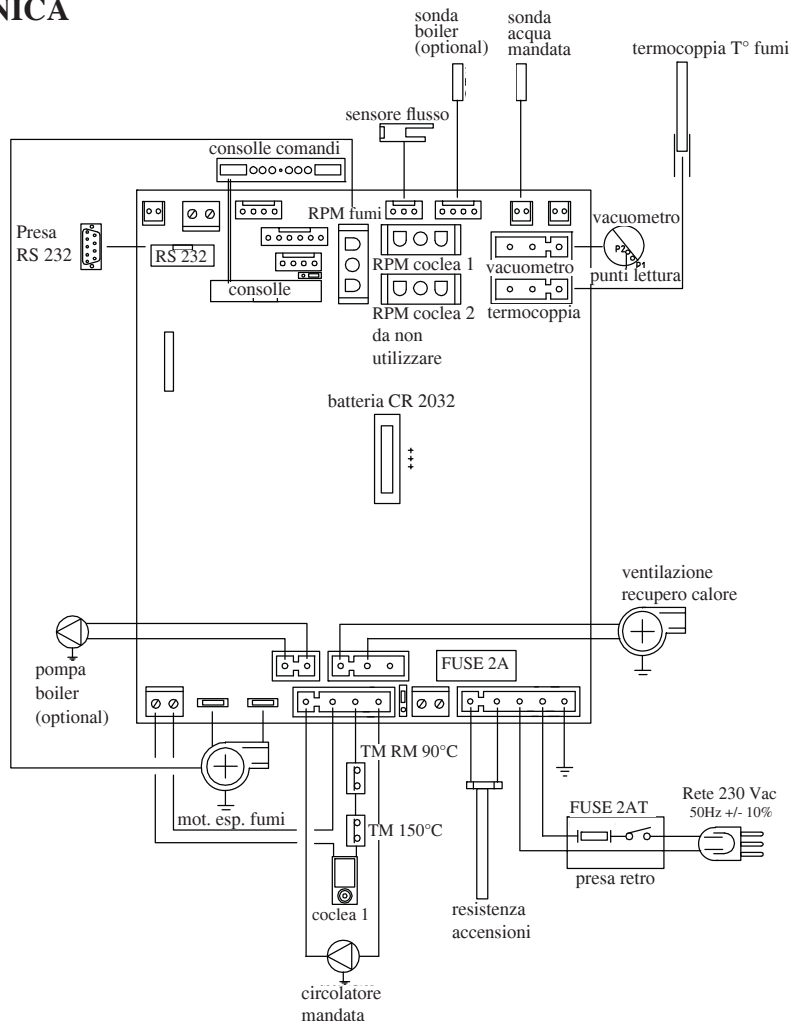 NICA
sonda
boiler
(optional)
sonda
acqua
mandata
termocoppia T° fumi
sensore flusso
consolle comandi
Presa
RS 232
RS 232
RPM fumi
consolle
RPM coclea 1
RPM coclea 2
da non
utilizzare
vacuometro
P2
P1
punti lettura
vacuometro
termocoppia
batteria CR 2032
+++
ventilazione
recupero calore
pompa
boiler
(optional)
FUSE 2A
TM RM 90°C
mot. esp. fumi
TM 150°C
coclea 1
circolatore
mandata
resistenza
accensioni
FUSE 2AT
presa retro
Rete 230 Vac
50Hz +/- 10%